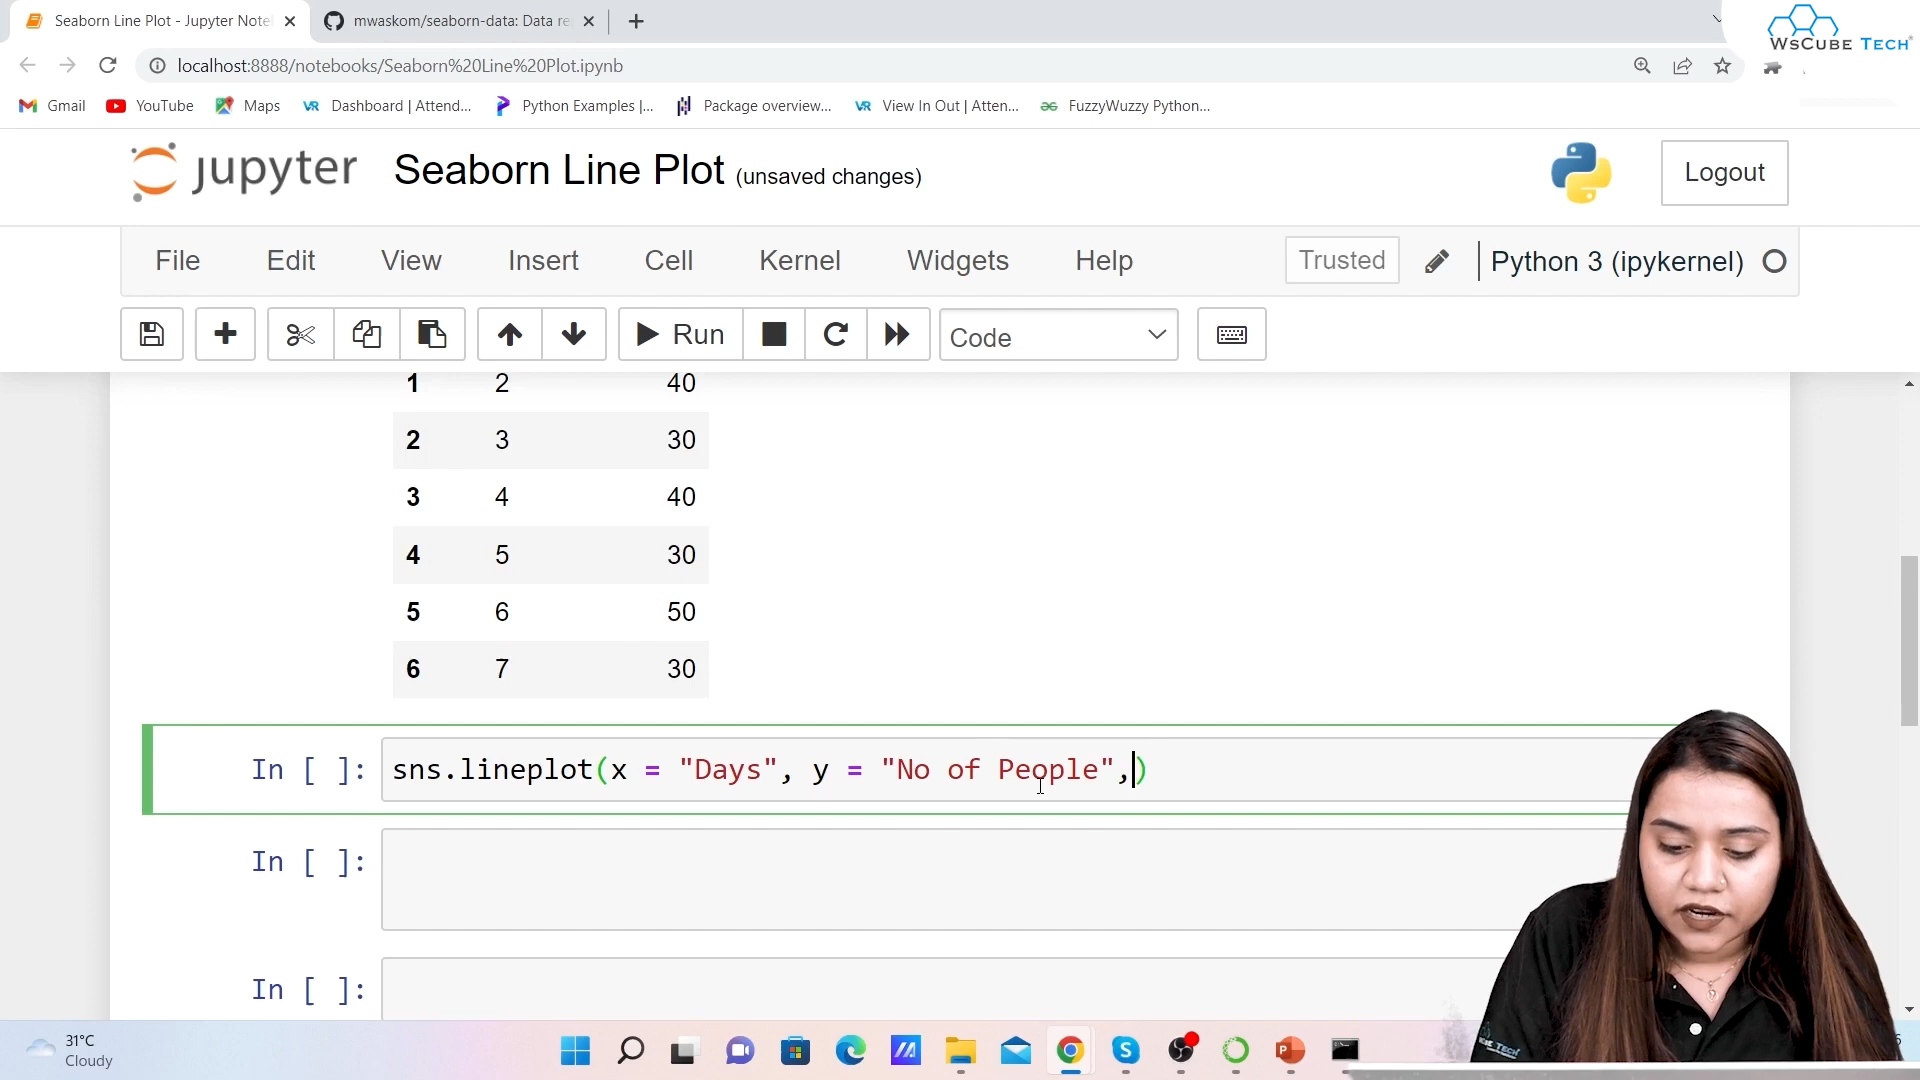 Seaborn Line Plot - Jupyter Note
mwaskom/seaborn-data: Data re
WsCube Tech
localhost:8888/notebooks/Seaborn%20Line%20Plot.ipynb
Gmail YouTube Maps Dashboard | Attend... Python Examples |... Package overview... View In Out | Atten... FuzzyWuzzy Python...
jupyter Seaborn Line Plot (unsaved changes) Logout
File Edit View Insert Cell Kernel Widgets Help Trusted Python 3 (ipykernel)
Run Code
1 2 40
2 3 30
3 4 40
4 5 30
5 6 50
6 7 30
In [ ]: sns.lineplot(x = "Days", y = "No of People",)
In [ ]:
In [ ]:
31°C
Cloudy